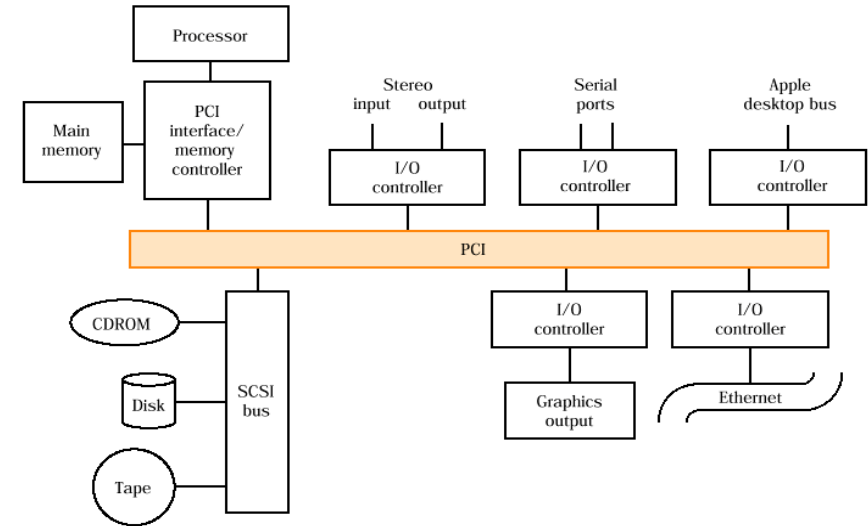 Processor
Main
memory
PCI
interface/
memory
controller
Stereo
input output
I/O
controller
Serial
ports
I/O
controller
Apple
desktop bus
I/O
controller
PCI
CDROM
Disk
Tape
SCSI
bus
I/O
controller
Graphics
output
I/O
controller
Ethernet